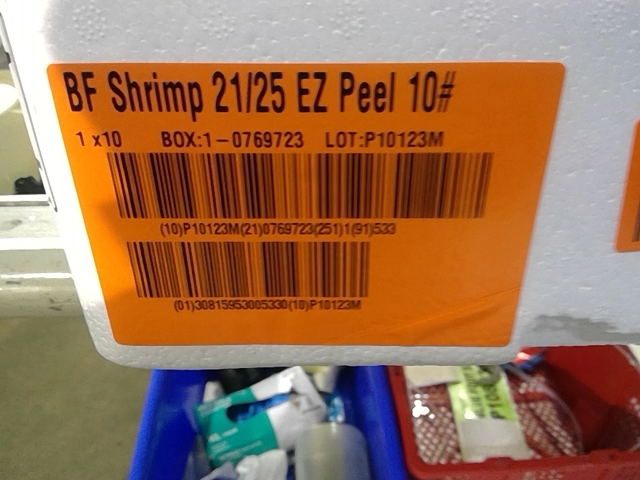 BF Shrimp 21/25 EZ Peel 10#
1 x10 BOX:1-0769723 LOT:P10123M
(10)P10123M(21)0769723(251)1(91)533
(01)30815953005330(10)P10123M